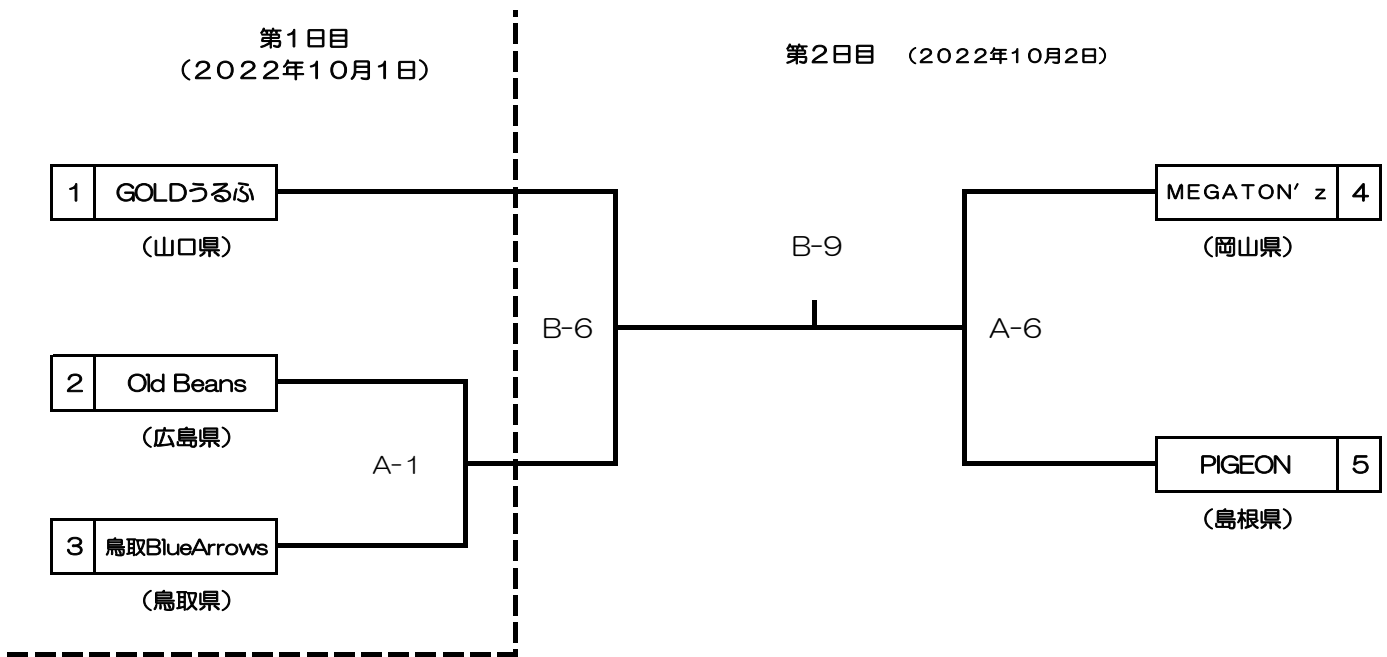 第1日目
（２０２２年１０月１日）
第２日目　（２０２２年１０月２日）
1 GOLDうるふ
（山口県）
2 Old Beans
（広島県）
A-1
3 鳥取BlueArrows
（鳥取県）
B-6
B-9
A-6
ＭＥＧＡＴＯＮ’ｚ 4
（岡山県）
PIGEON 5
（島根県）